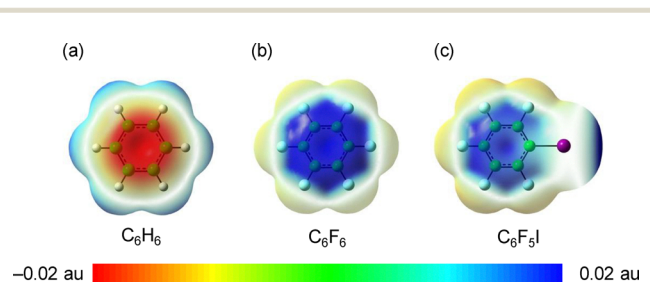 (a) (b) (c)
C₆H₆ C₆F₆ C₆F₅I
–0.02 au 0.02 au